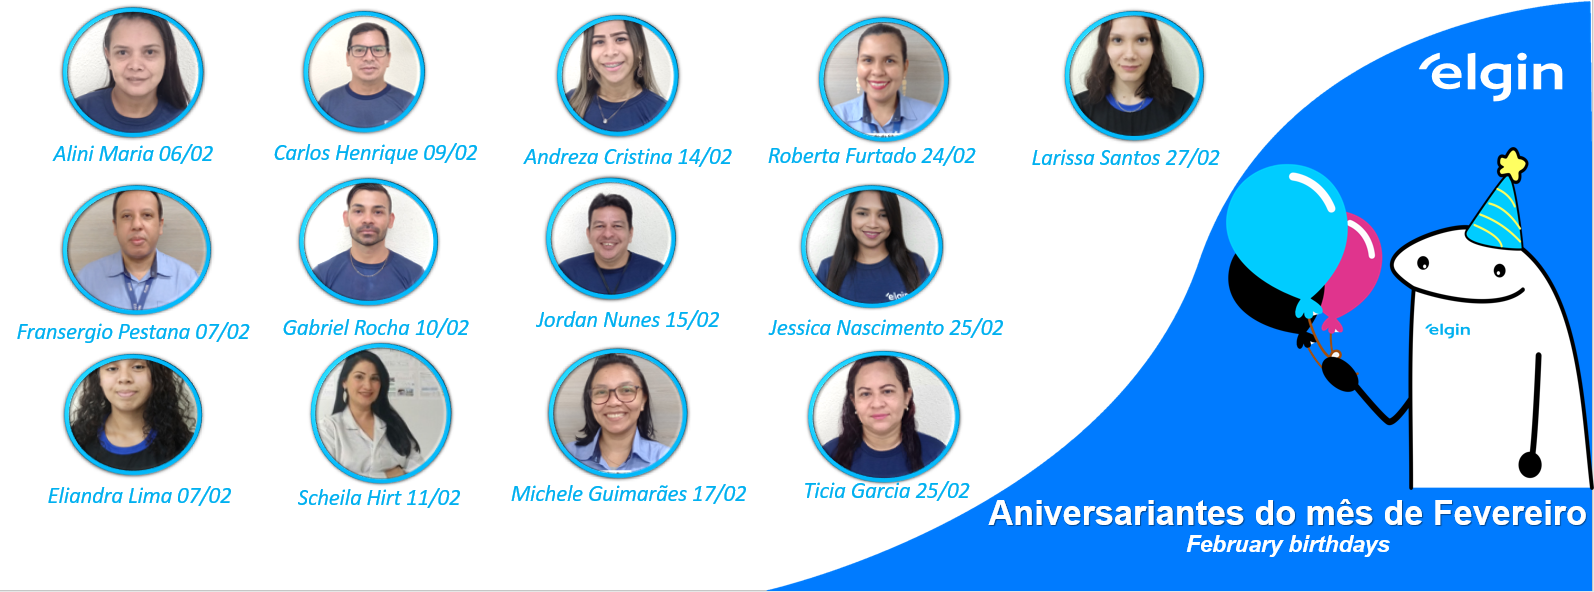 elgin
Alini Maria 06/02
Carlos Henrique 09/02
Andreza Cristina 14/02
Roberta Furtado 24/02
Larissa Santos 27/02
elgin
Fransergio Pestana 07/02
Gabriel Rocha 10/02
Jordan Nunes 15/02
Jessica Nascimento 25/02
elgin
Eliandra Lima 07/02
Scheila Hirt 11/02
Michele Guimarães 17/02
Ticia Garcia 25/02
Aniversariantes do mês de Fevereiro
February birthdays